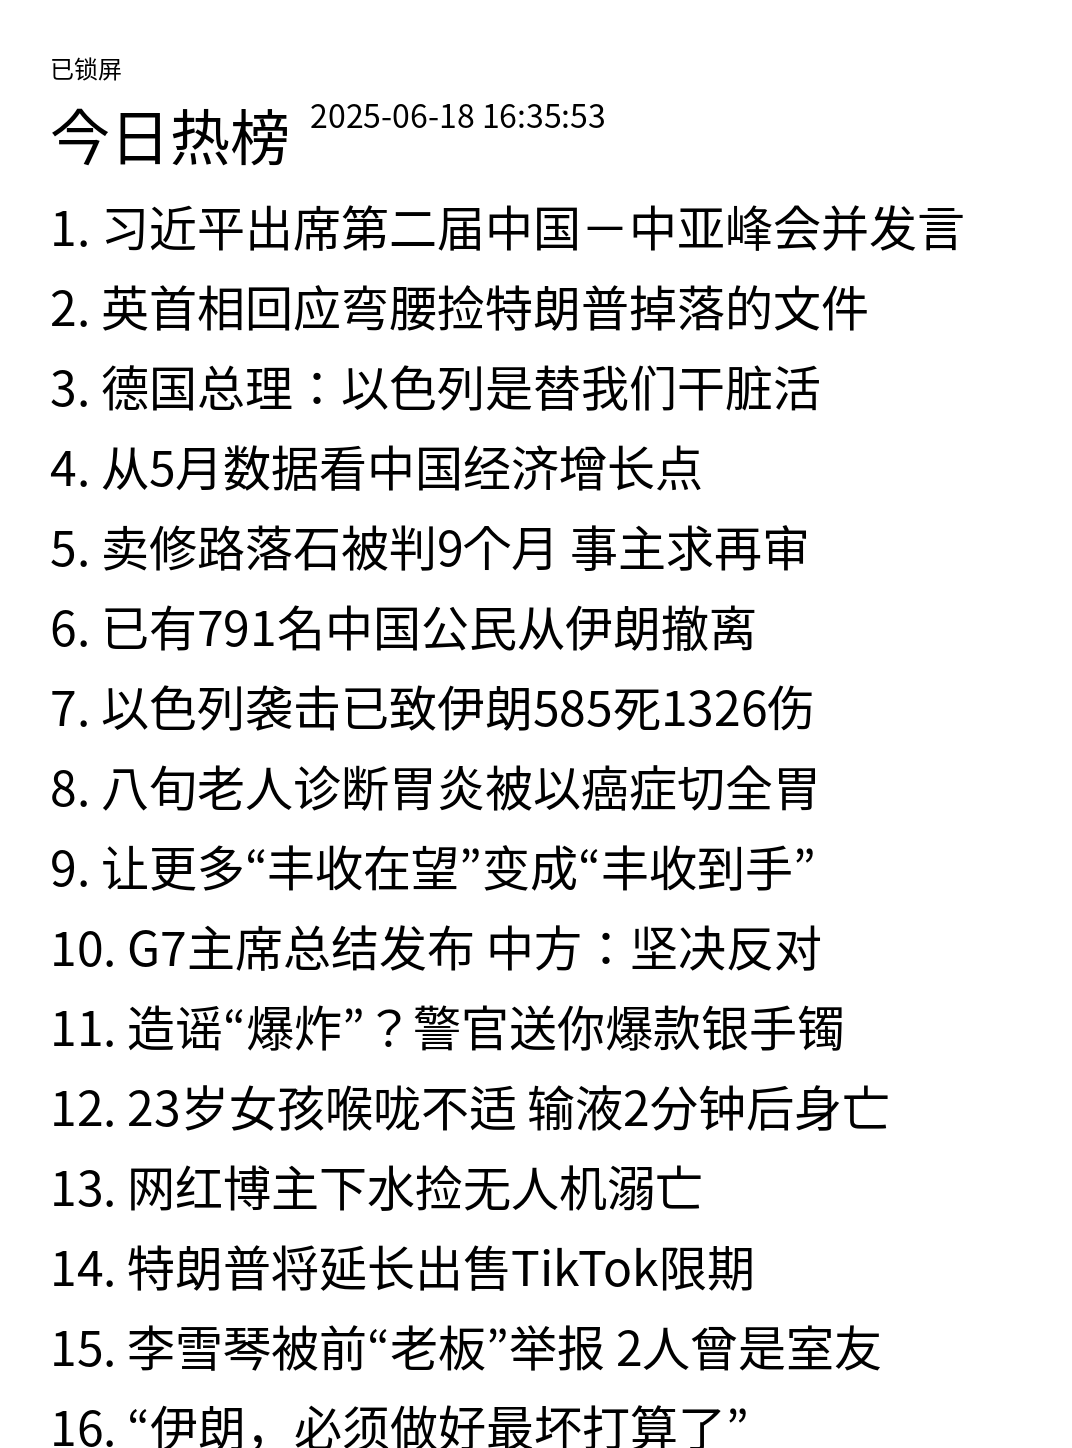 已锁屏
今日热榜 2025-06-18 16:35:53
1. 习近平出席第二届中国－中亚峰会并发言
2. 英首相回应弯腰捡特朗普掉落的文件
3. 德国总理：以色列是替我们干脏活
4. 从5月数据看中国经济增长点
5. 卖修路落石被判9个月 事主求再审
6. 已有791名中国公民从伊朗撤离
7. 以色列袭击已致伊朗585死1326伤
8. 八旬老人诊断胃炎被以癌症切全胃
9. 让更多“丰收在望”变成“丰收到手”
10. G7主席总结发布 中方：坚决反对
11. 造谣“爆炸”？警官送你爆款银手镯
12. 23岁女孩喉咙不适 输液2分钟后身亡
13. 网红博主下水捡无人机溺亡
14. 特朗普将延长出售TikTok限期
15. 李雪琴被前“老板”举报 2人曾是室友
16. “伊朗，必须做好最坏打算了”